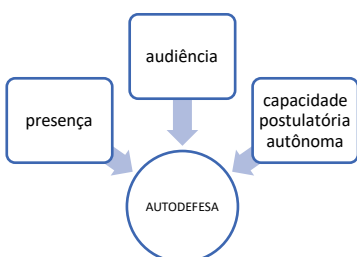 audiência
presença
capacidade
postulatória
autônoma
AUTODEFESA